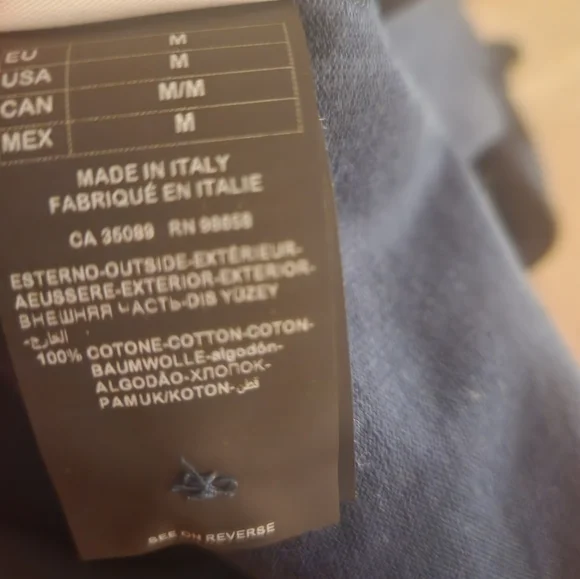 EU M
USA M
CAN M/M
MEX M
MADE IN ITALY
FABRIQUÉ EN ITALIE
CA 35089 RN 98858
ESTERNO-OUTSIDE-EXTÉRIEUR-
AEUSSERE-EXTERIOR-EXTERIOR-
ВНЕШНЯЯ ЧАСТЬ-DIS YÜZEY
-الخارج
100% COTONE-COTTON-COTON-
BAUMWOLLE-algodón-
ALGODÃO-ХЛОПОК-
PAMUK/KOTON-قطن
SEE ON REVERSE